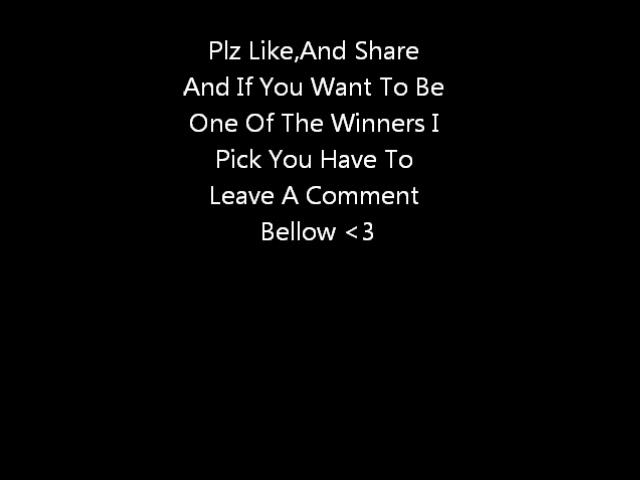 Plz Like,And Share
And If You Want To Be
One Of The Winners I
Pick You Have To
Leave A Comment
Bellow <3